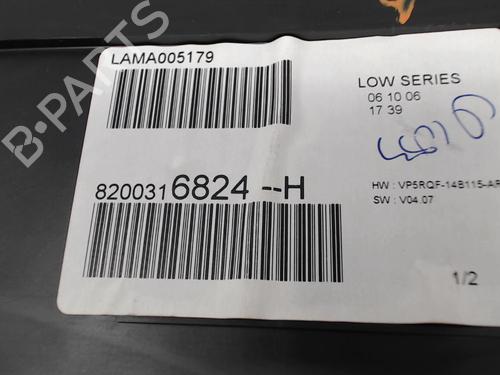 LAMA005179
LOW SERIES
06 10 06
17 39
8200316824--H
HW : VP5RQF-14B115-AF
SW : V04.07
1/2
B-PARTS